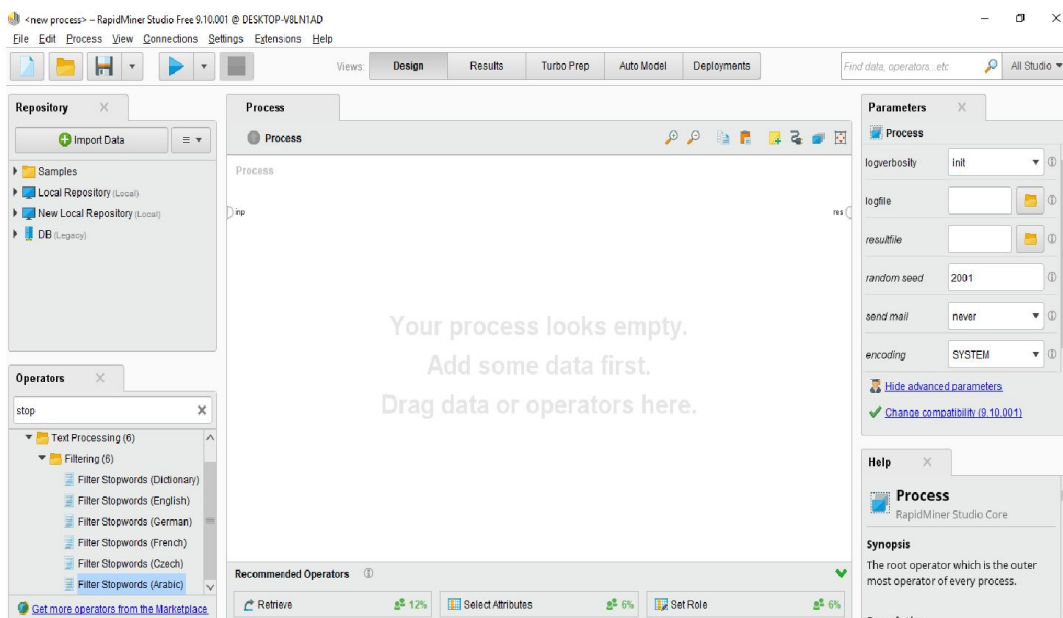 <new process> – RapidMiner Studio Free 9.10.001 @ DESKTOP-V8LN1AD
File Edit Process View Connections Settings Extensions Help
Views: Design Results Turbo Prep Auto Model Deployments
Find data, operators...etc
All Studio
Repository
Import Data
Samples
Local Repository (Local)
New Local Repository (Local)
DB (Legacy)
Operators
stop
Text Processing (6)
Filtering (6)
Filter Stopwords (Dictionary)
Filter Stopwords (English)
Filter Stopwords (German)
Filter Stopwords (French)
Filter Stopwords (Czech)
Filter Stopwords (Arabic)
Get more operators from the Marketplace
Process
Process
Process
inp
res
Your process looks empty.
Add some data first.
Drag data or operators here.
Recommended Operators
Retrieve 12%
Select Attributes 6%
Set Role 6%
Parameters
Process
logverbosity init
logfile
resultfile
random seed 2001
send mail never
encoding SYSTEM
Hide advanced parameters
Change compatibility (9.10.001)
Help
Process
RapidMiner Studio Core
Synopsis
The root operator which is the outer
most operator of every process.